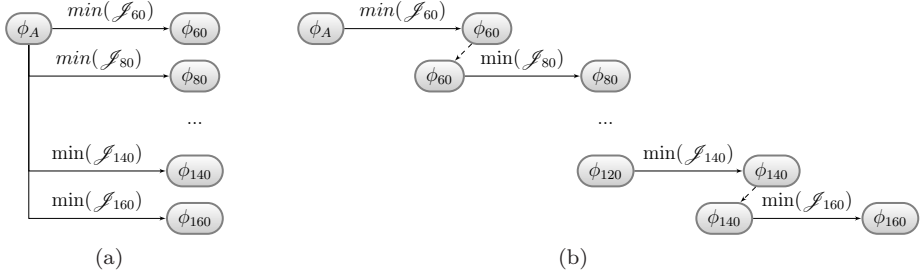 ϕ_A min(𝒥_60) ϕ_60
min(𝒥_80) ϕ_80
...
min(𝒥_140) ϕ_140
min(𝒥_160) ϕ_160
(a)
ϕ_A min(𝒥_60) ϕ_60
ϕ_60 min(𝒥_80) ϕ_80
...
ϕ_120 min(𝒥_140) ϕ_140
ϕ_140 min(𝒥_160) ϕ_160
(b)